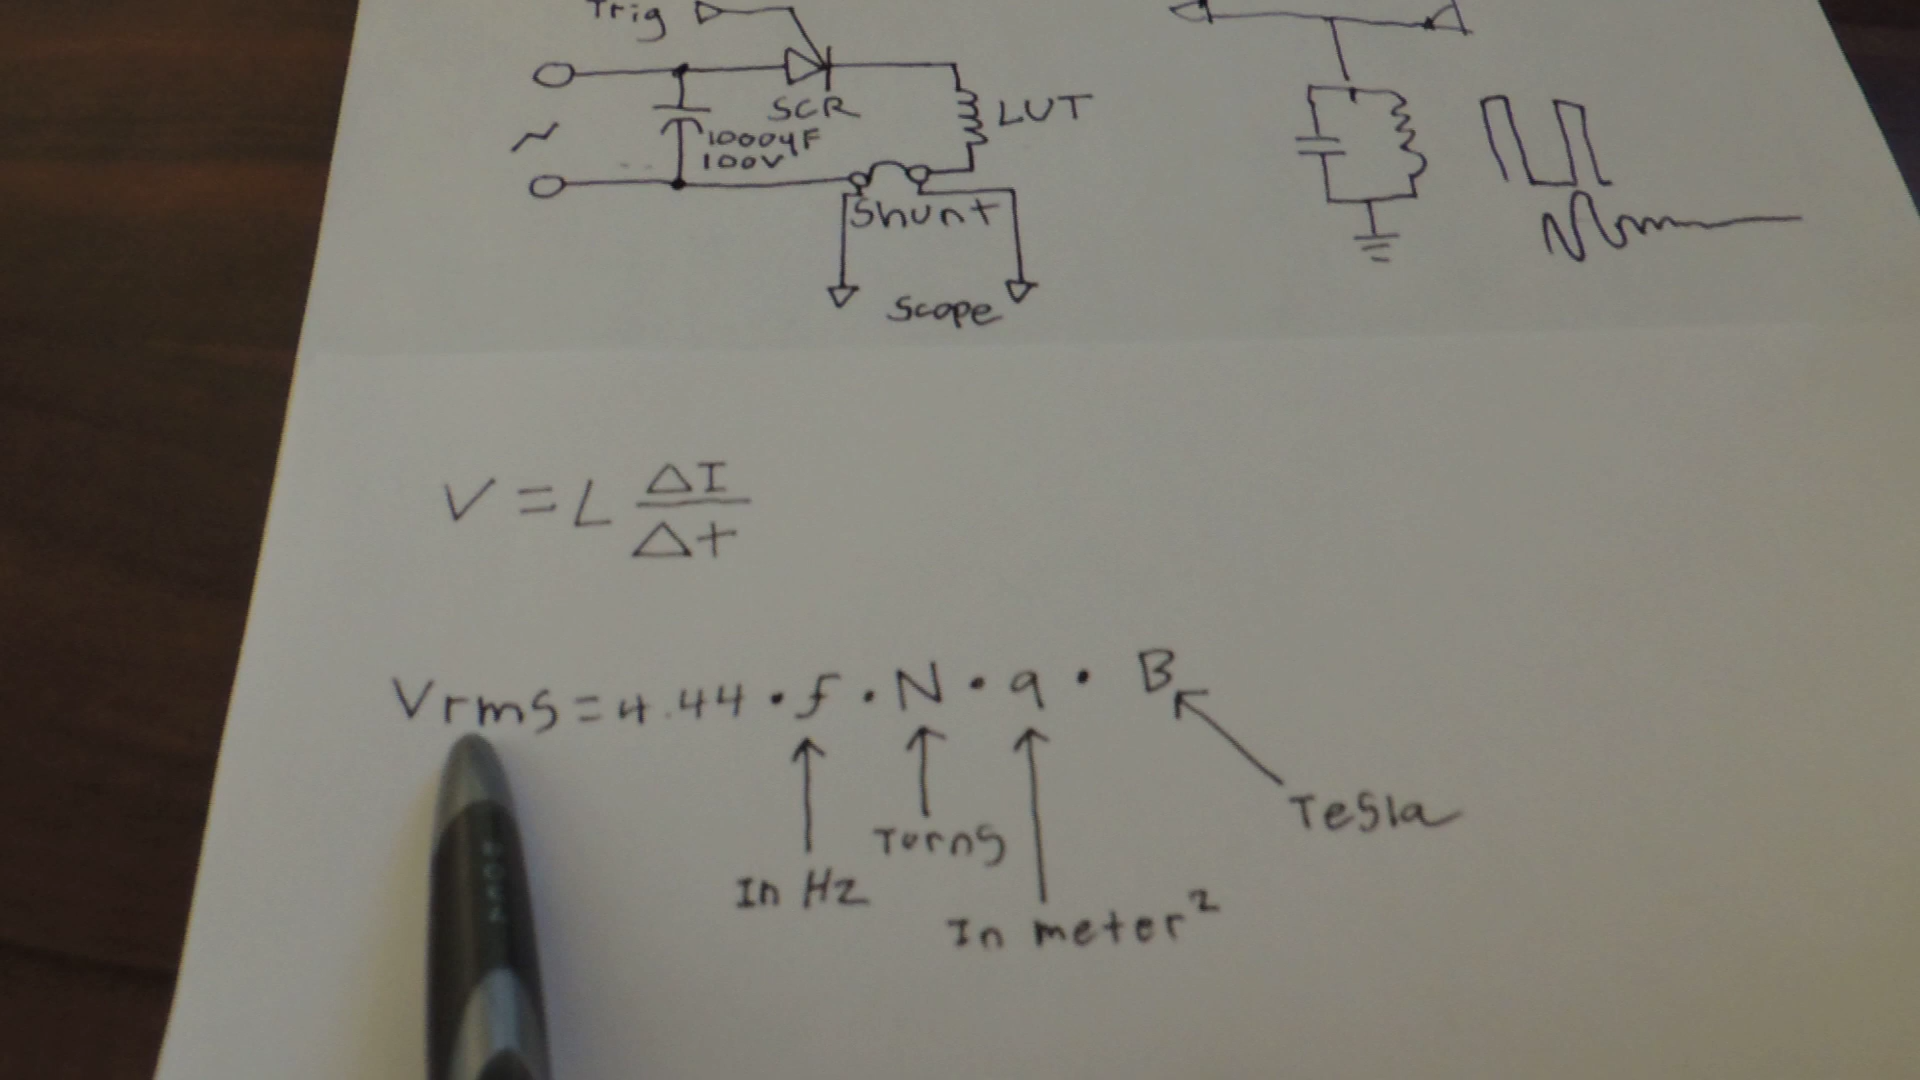 Trig
SCR
LUT
1000µF
100V
Shunt
Scope
V = L ΔI/Δt
Vrms = 4.44 · f · N · a · B
Tesla
Turns
In Hz
In meter²